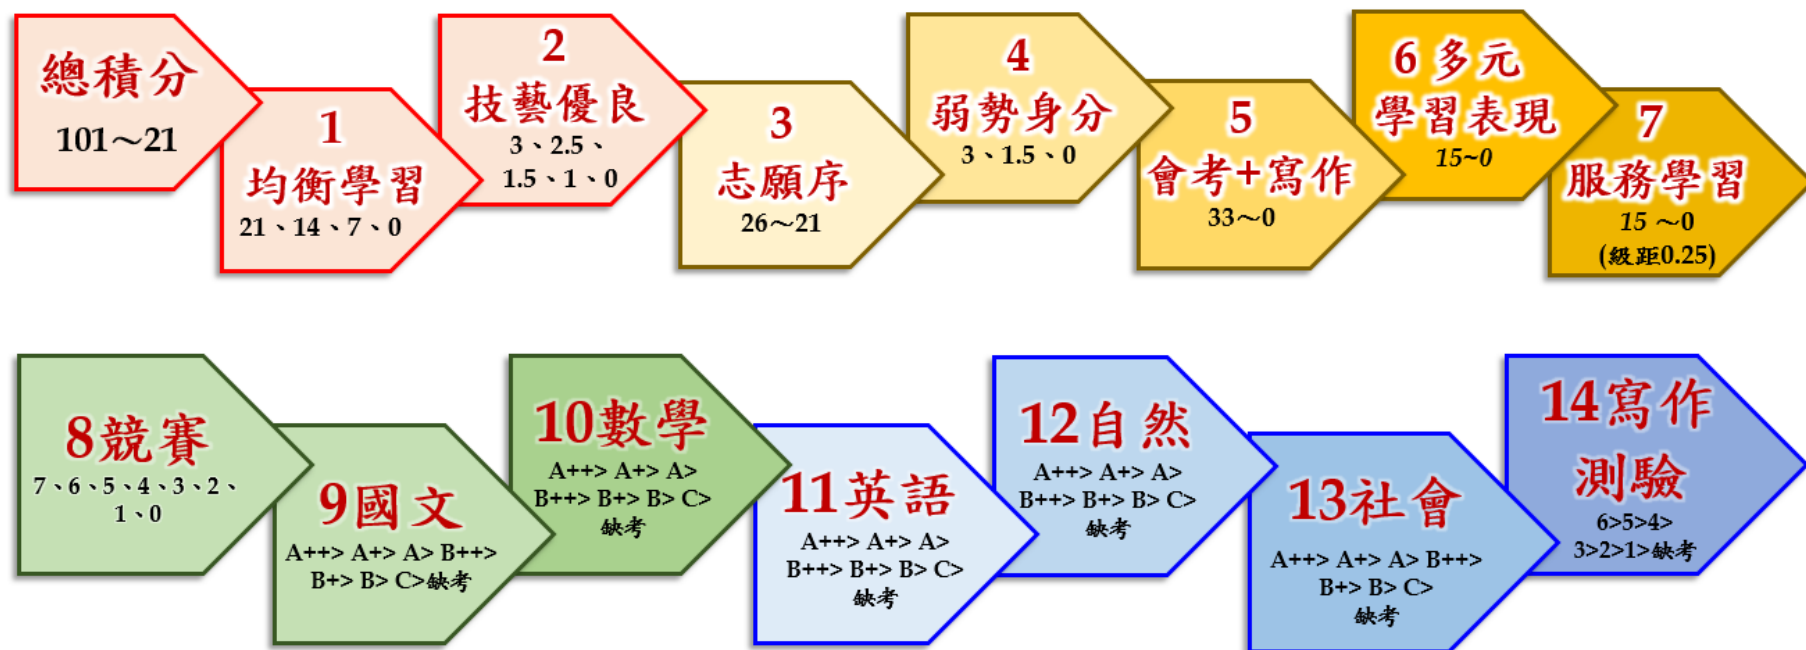 總積分
101～21
1
均衡學習
21、14、7、0
2
技藝優良
3、2.5、
1.5、1、0
3
志願序
26～21
4
弱勢身分
3、1.5、0
5
會考+寫作
33～0
6 多元
學習表現
15~0
7
服務學習
15 ～0
(級距0.25)
8競賽
7、6、5、4、3、2、
1、0
9國文
A++> A+> A> B++>
B+> B> C>缺考
10數學
A++> A+> A>
B++> B+> B> C>
缺考
11英語
A++> A+> A>
B++> B+> B> C>
缺考
12自然
A++> A+> A>
B++> B+> B> C>
缺考
13社會
A++> A+> A> B++>
B+> B> C>
缺考
14寫作
測驗
6>5>4>
3>2>1>缺考